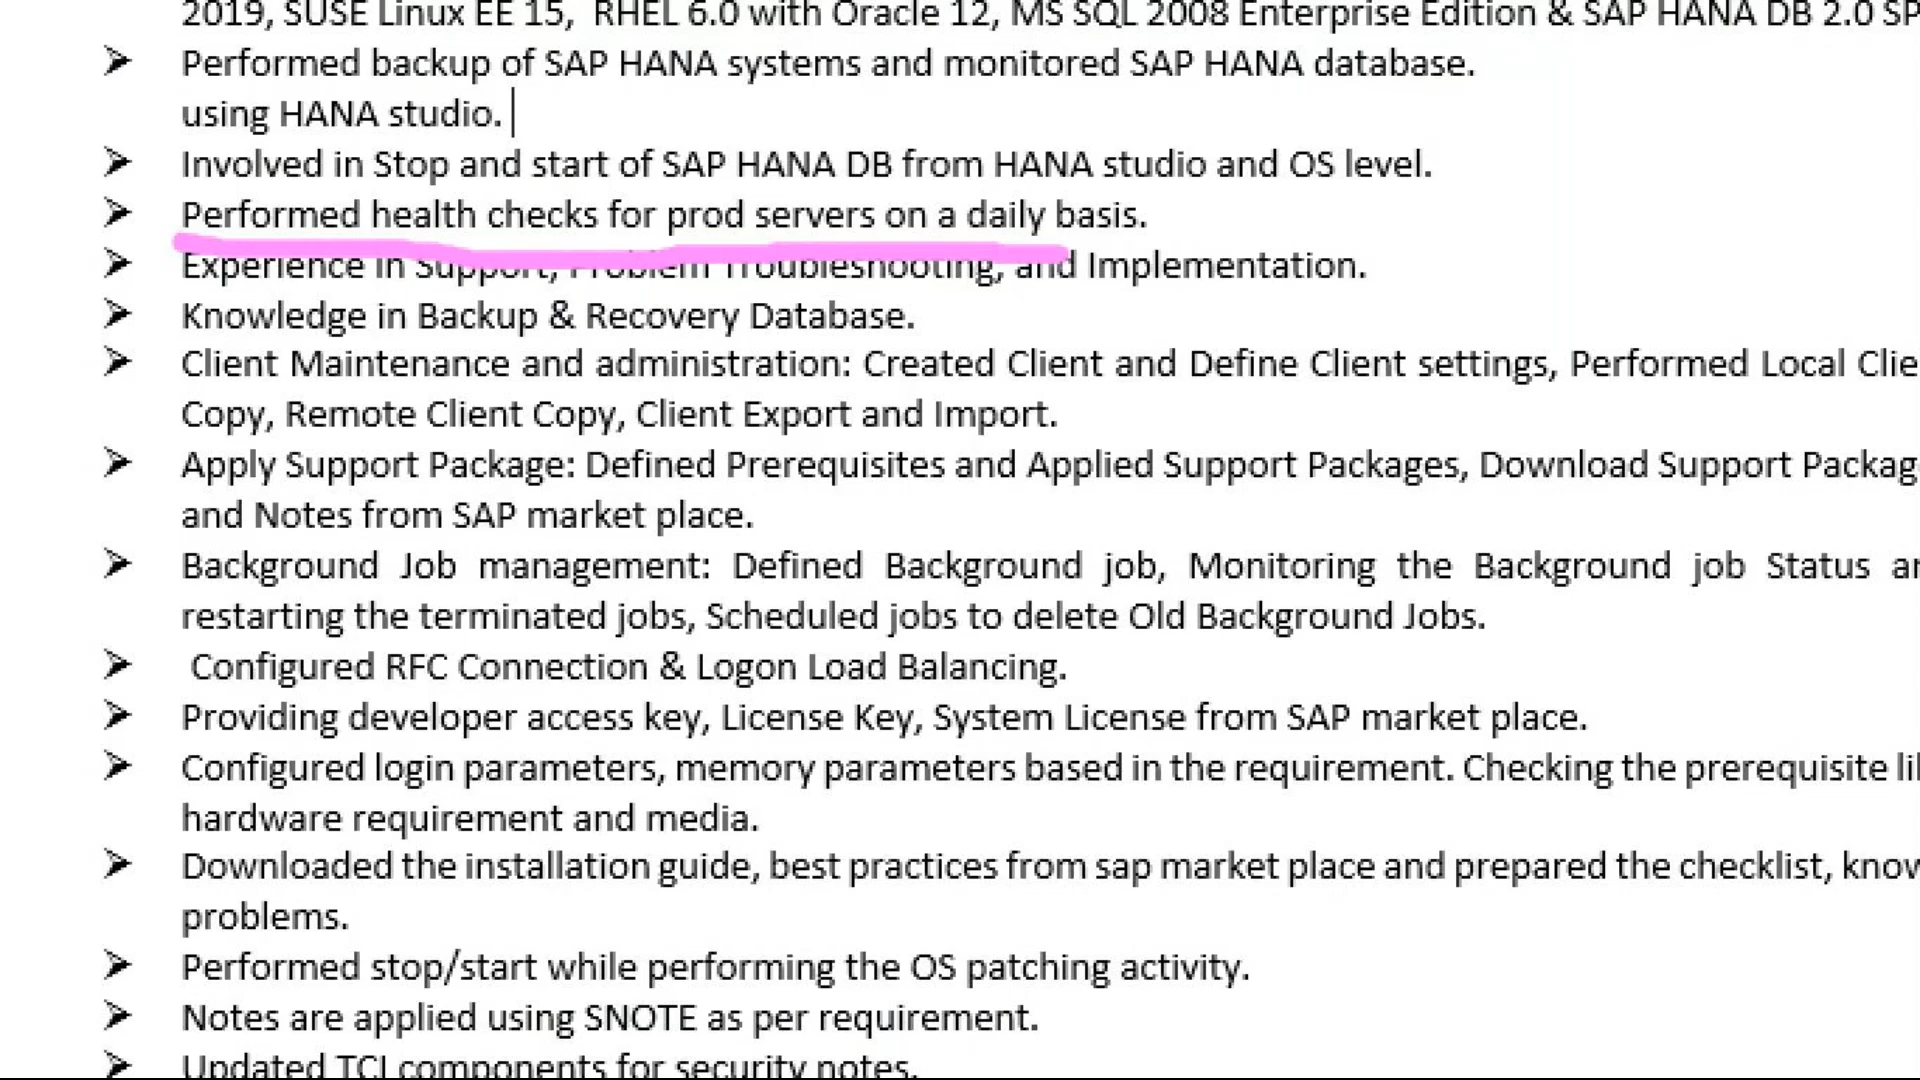 2019, SUSE Linux EE 15, RHEL 6.0 with Oracle 12, MS SQL 2008 Enterprise Edition & SAP HANA DB 2.0 SP
➢ Performed backup of SAP HANA systems and monitored SAP HANA database.
using HANA studio.
➢ Involved in Stop and start of SAP HANA DB from HANA studio and OS level.
➢ Performed health checks for prod servers on a daily basis.
➢ Experience in Support, Problem Troubleshooting, and Implementation.
➢ Knowledge in Backup & Recovery Database.
➢ Client Maintenance and administration: Created Client and Define Client settings, Performed Local Clie
Copy, Remote Client Copy, Client Export and Import.
➢ Apply Support Package: Defined Prerequisites and Applied Support Packages, Download Support Packag
and Notes from SAP market place.
➢ Background Job management: Defined Background job, Monitoring the Background job Status an
restarting the terminated jobs, Scheduled jobs to delete Old Background Jobs.
➢ Configured RFC Connection & Logon Load Balancing.
➢ Providing developer access key, License Key, System License from SAP market place.
➢ Configured login parameters, memory parameters based in the requirement. Checking the prerequisite li
hardware requirement and media.
➢ Downloaded the installation guide, best practices from sap market place and prepared the checklist, know
problems.
➢ Performed stop/start while performing the OS patching activity.
➢ Notes are applied using SNOTE as per requirement.
➢ Updated TCI components for security notes.